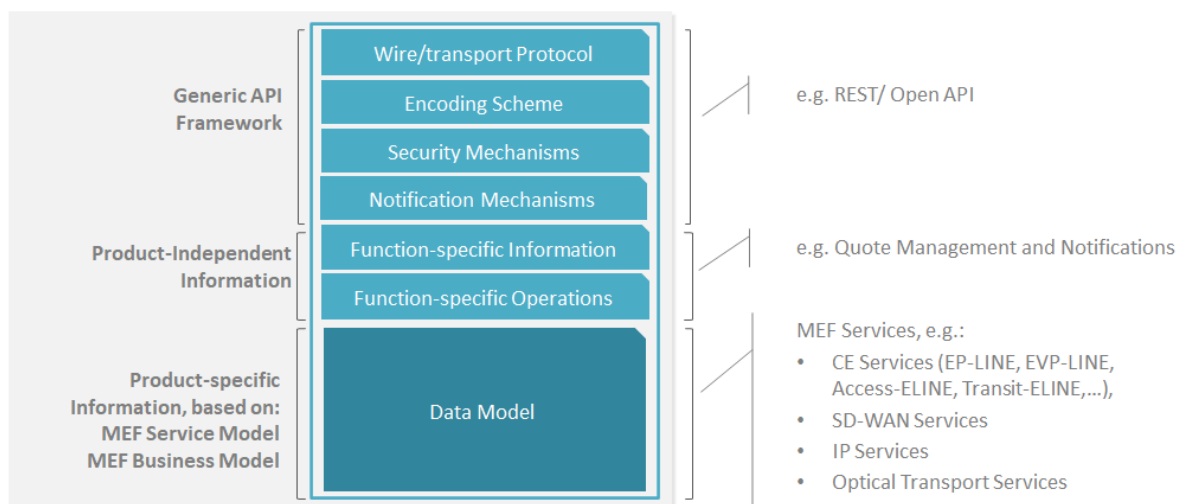 Wire/transport Protocol
Encoding Scheme
Security Mechanisms
Notification Mechanisms
Generic API
Framework
e.g. REST/ Open API
Function-specific Information
Function-specific Operations
Product-Independent
Information
e.g. Quote Management and Notifications
Data Model
Product-specific
Information, based on:
MEF Service Model
MEF Business Model
MEF Services, e.g.:
• CE Services (EP-LINE, EVP-LINE,
Access-ELINE, Transit-ELINE,...),
• SD-WAN Services
• IP Services
• Optical Transport Services